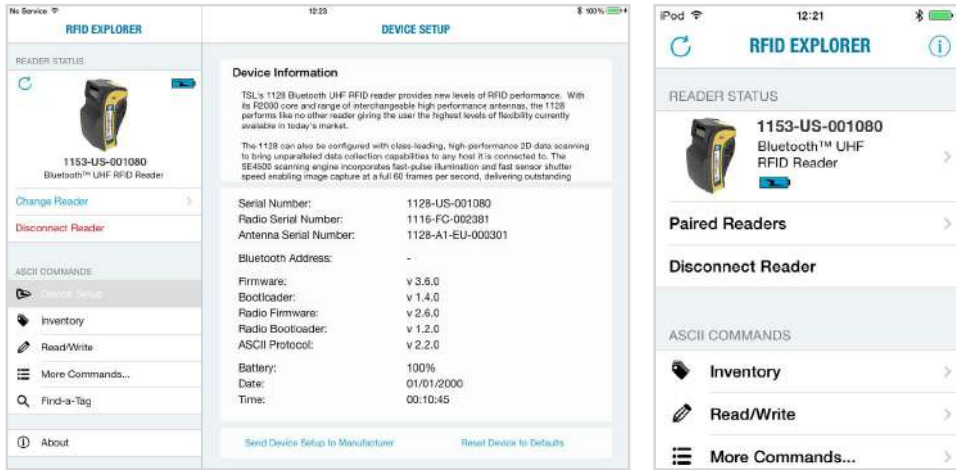 No Service 12:23 100%
RFID EXPLORER
READER STATUS
1153-US-001080
Bluetooth™ UHF RFID Reader
Change Reader
Disconnect Reader
ASCII COMMANDS
Device Setup
Inventory
Read/Write
More Commands...
Find-a-Tag
About
DEVICE SETUP
Device Information
TSL's 1128 Bluetooth UHF RFID reader provides new levels of RFID performance. With
its R2000 core and range of interchangeable high performance antennas, the 1128
performs like no other reader giving the user the highest levels of flexibility currently
available in today's market.
The 1128 can also be configured with class-leading, high-performance 2D data scanning
to bring unparalleled data collection capabilities to any host it is connected to. The
SE4500 scanning engine incorporates fast-pulse illumination and fast sensor shutter
speed enabling image capture at a full 60 frames per second, delivering outstanding
Serial Number: 1128-US-001080
Radio Serial Number: 1116-FC-002381
Antenna Serial Number: 1128-A1-EU-000301
Bluetooth Address: -
Firmware: v 3.6.0
Bootloader: v 1.4.0
Radio Firmware: v 2.6.0
Radio Bootloader: v 1.2.0
ASCII Protocol: v 2.2.0
Battery: 100%
Date: 01/01/2000
Time: 00:10:45
Send Device Setup to Manufacturer Reset Device to Defaults
iPod 12:21
RFID EXPLORER
READER STATUS
1153-US-001080
Bluetooth™ UHF
RFID Reader
Paired Readers
Disconnect Reader
ASCII COMMANDS
Inventory
Read/Write
More Commands...